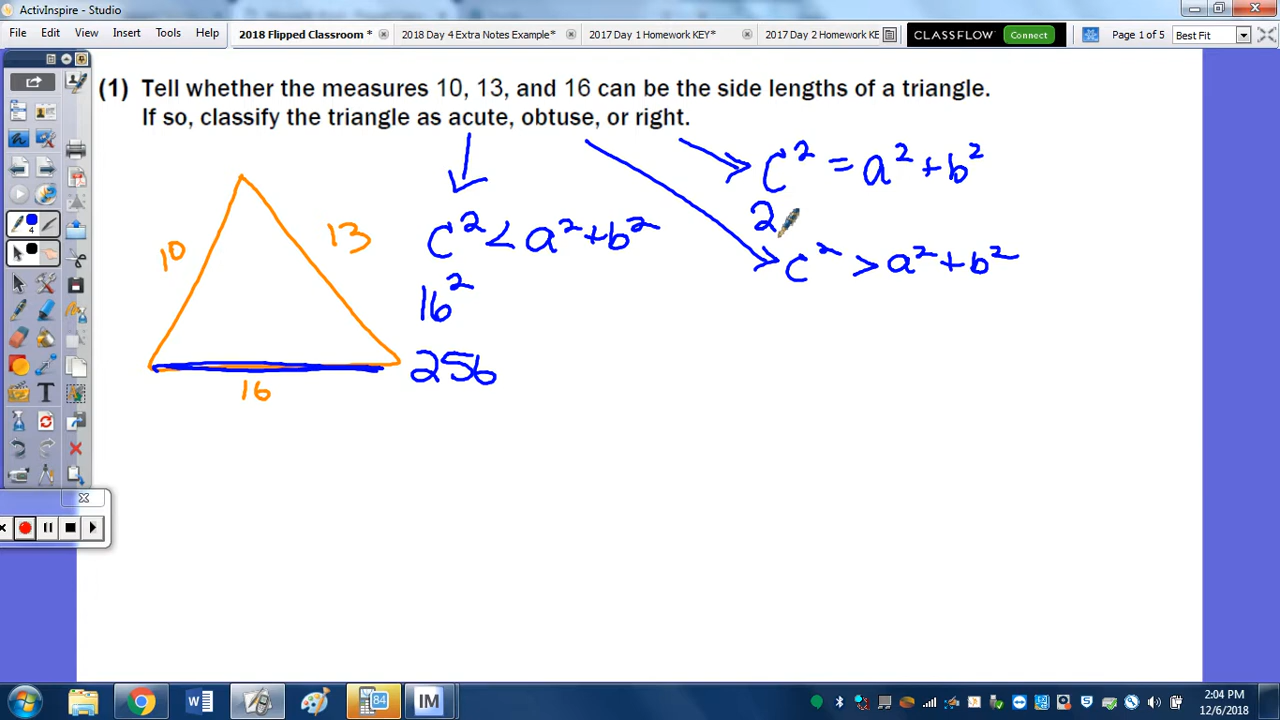 ActivInspire - Studio
File Edit View Insert Tools Help
2018 Flipped Classroom *
2018 Day 4 Extra Notes Example*
2017 Day 1 Homework KEY*
2017 Day 2 Homework KE
CLASSFLOW Connect
Page 1 of 5
Best Fit
(1) Tell whether the measures 10, 13, and 16 can be the side lengths of a triangle.
If so, classify the triangle as acute, obtuse, or right.
c² = a² + b²
2
c² < a² + b²
c² > a² + b²
10
13
16²
256
16
4
T
84
W
IM
2:04 PM
12/6/2018